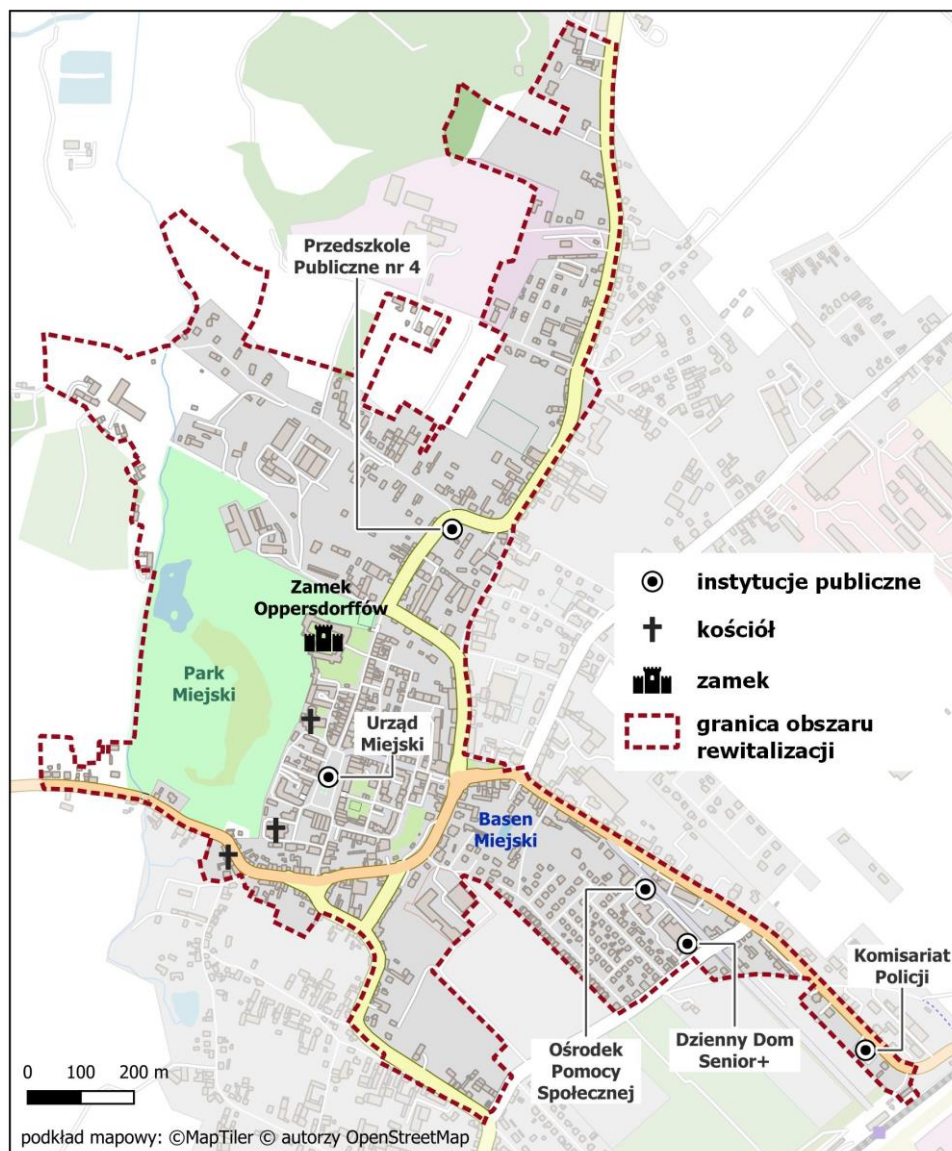 Przedszkole
Publiczne nr 4
Zamek
Oppersdorffów
Park
Miejski
Urząd
Miejski
Basen
Miejski
Ośrodek
Pomocy
Społecznej
Dzienny Dom
Senior+
Komisariat
Policji
instytucje publiczne
kościół
zamek
granica obszaru
rewitalizacji
0 100 200 m
podkład mapowy: ©MapTiler © autorzy OpenStreetMap